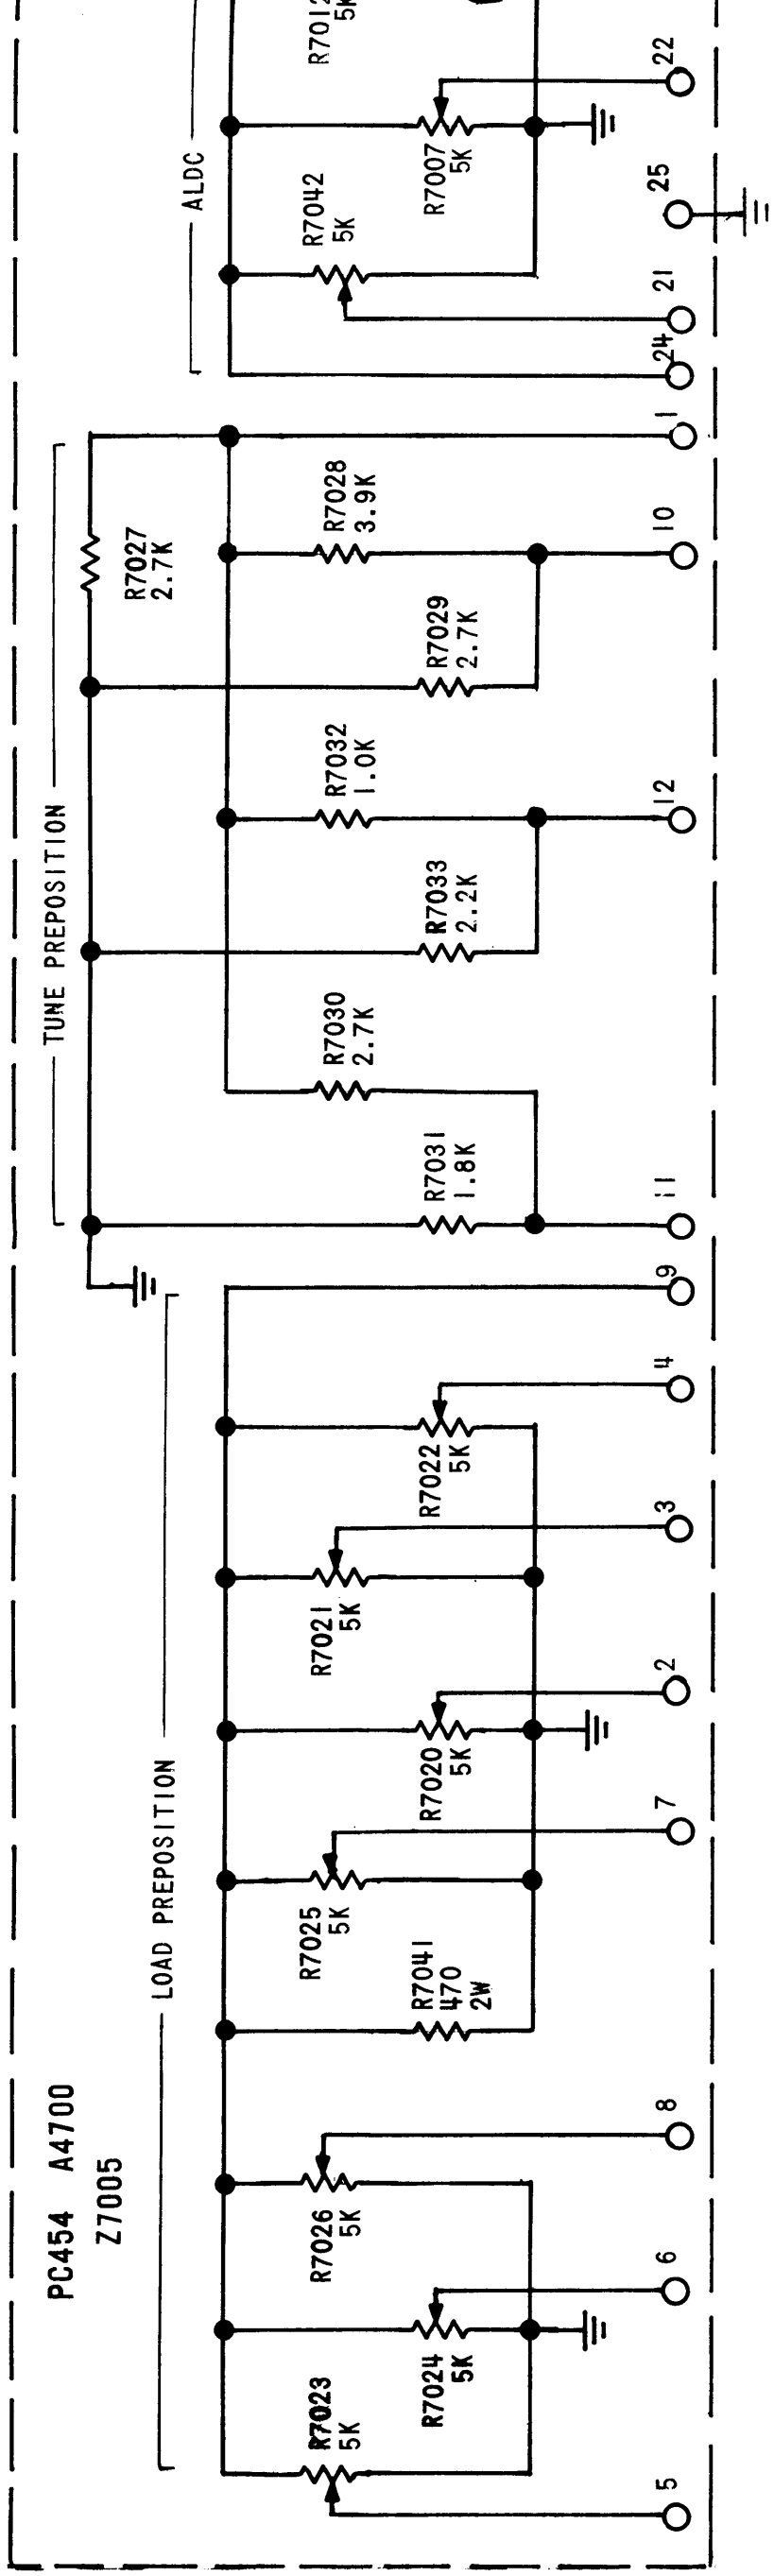 PC454 A4700
Z7005
LOAD PREPOSITION
TUNE PREPOSITION
ALDC
R7023
5K
R7024
5K
R7026
5K
R7041
470
2W
R7025
5K
R7020
5K
R7021
5K
R7022
5K
R7031
1.8K
R7030
2.7K
R7033
2.2K
R7032
1.0K
R7029
2.7K
R7028
3.9K
R7027
2.7K
R7042
5K
R7007
5K
5
6
8
7
2
3
4
9
11
12
10
1
24
21
25
22